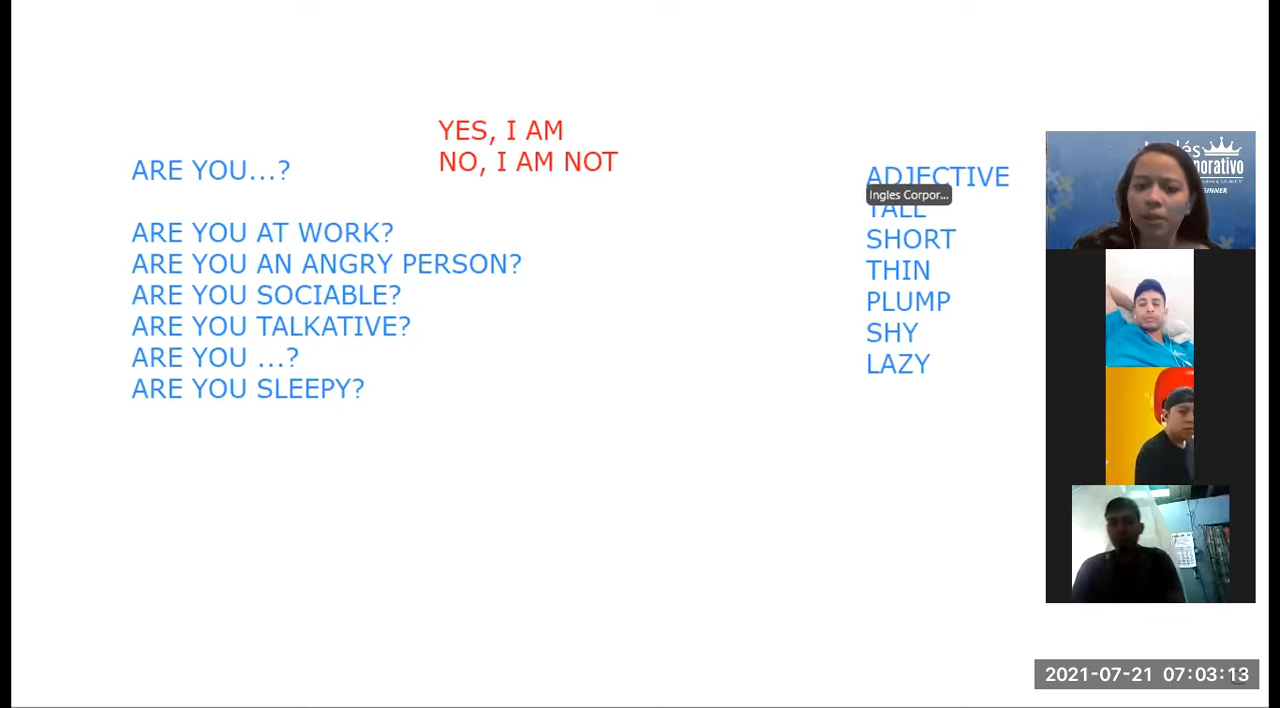 YES, I AM
NO, I AM NOT
ARE YOU...?
ARE YOU AT WORK?
ARE YOU AN ANGRY PERSON?
ARE YOU SOCIABLE?
ARE YOU TALKATIVE?
ARE YOU ...?
ARE YOU SLEEPY?
ADJECTIVE
Ingles Corpor...
TALL
SHORT
THIN
PLUMP
SHY
LAZY
2021-07-21 07:03:13